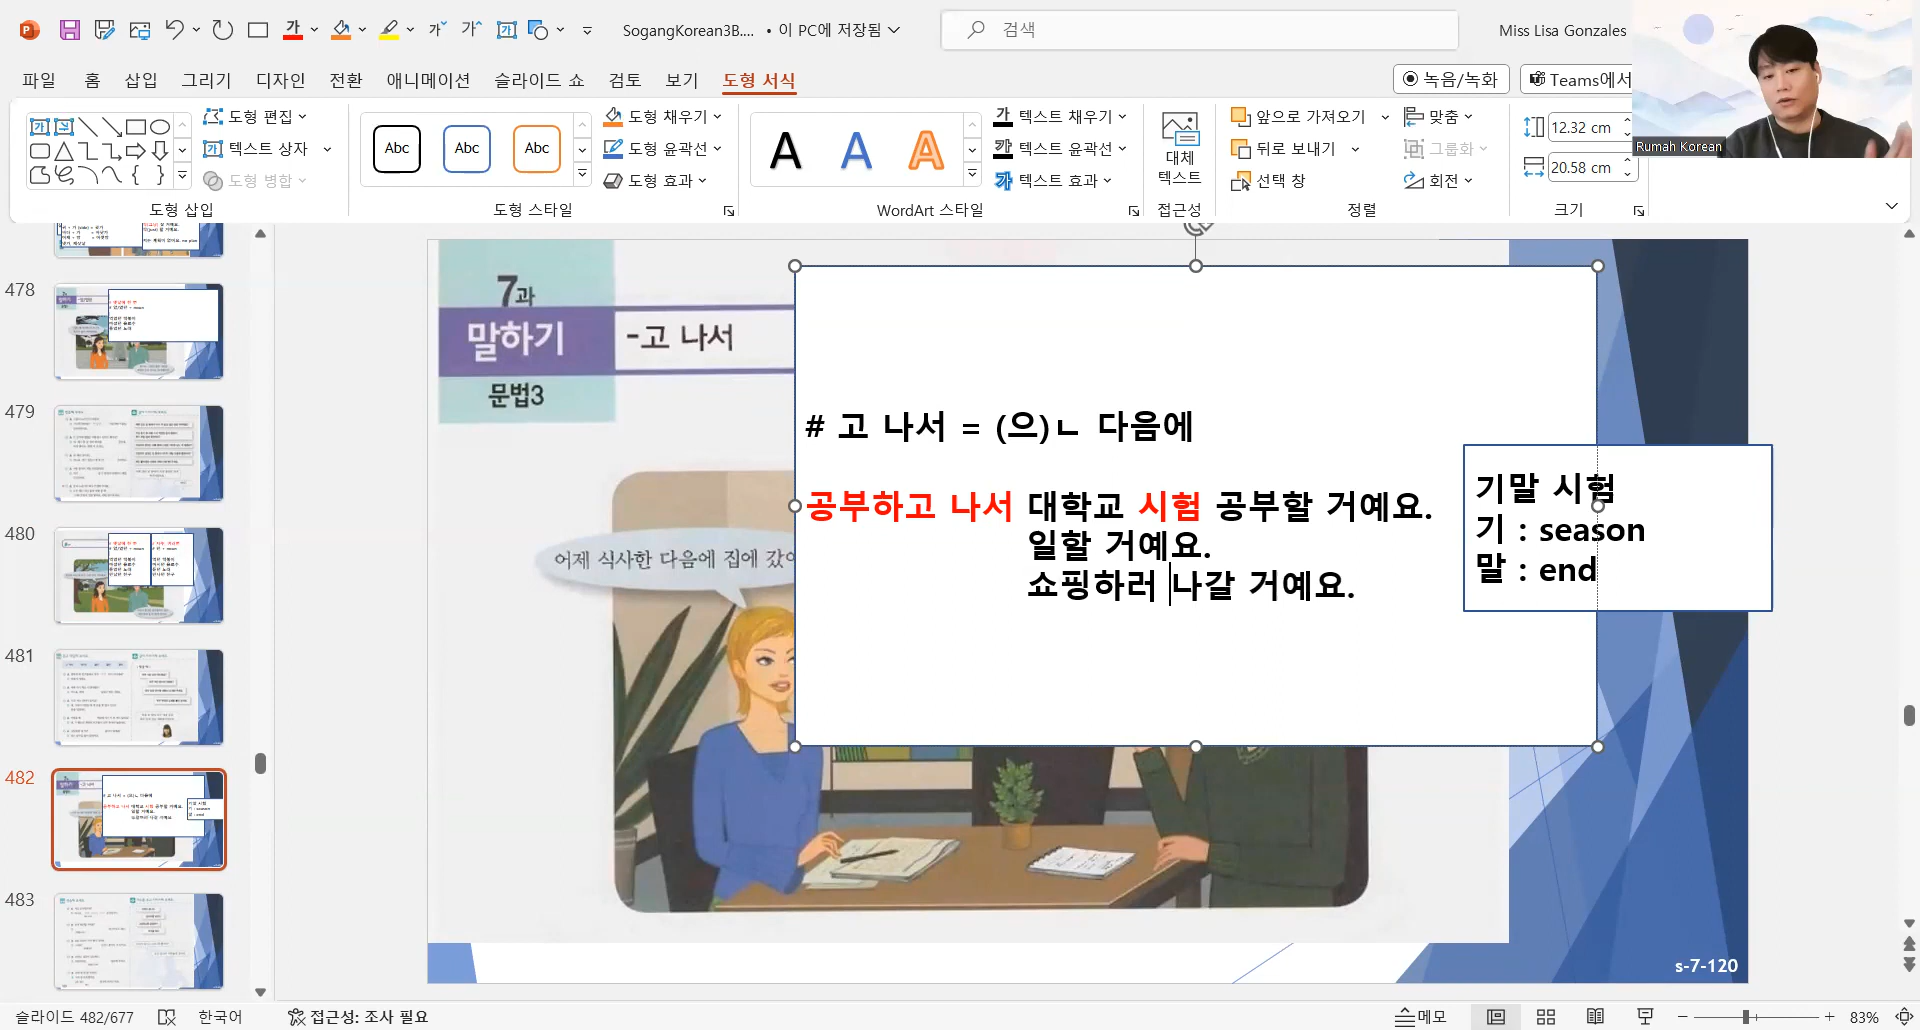 SogangKorean3B.... • 이 PC에 저장됨
검색
Miss Lisa Gonzales
파일 홈 삽입 그리기 디자인 전환 애니메이션 슬라이드 쇼 검토 보기 도형 서식
녹음/녹화
Teams에서
Rumah Korean
도형 편집
텍스트 상자
도형 병합
도형 삽입
Abc Abc Abc
도형 채우기
도형 윤곽선
도형 효과
도형 스타일
A A A
텍스트 채우기
텍스트 윤곽선
텍스트 효과
WordArt 스타일
대체
텍스트
접근성
앞으로 가져오기
뒤로 보내기
선택 창
맞춤
그룹화
회전
정렬
12.32 cm
20.58 cm
크기
478
479
480
481
482
483
7과
말하기
-고 나서
문법3
어제 식사한 다음에 집에 갔어
# 고 나서 = (으)ㄴ 다음에
공부하고 나서 대학교 시험 공부할 거예요.
일할 거예요.
쇼핑하러 나갈 거예요.
기말 시험
기 : season
말 : end
s-7-120
슬라이드 482/677
한국어
접근성: 조사 필요
메모
83%